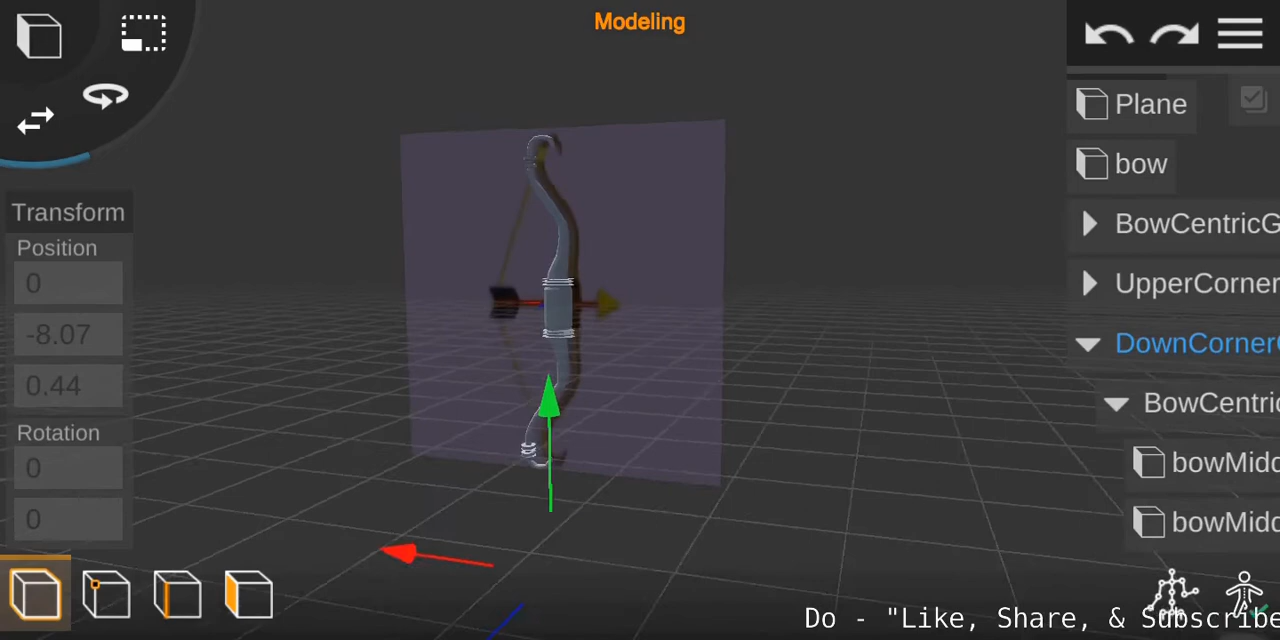 Modeling
Plane
bow
Transform
BowCentricG
Position
0
UpperCorner
-8.07
DownCorner
0.44
BowCentric
Rotation
0
bowMidd
0
bowMidd
Do - "Like, Share, & Subscribe